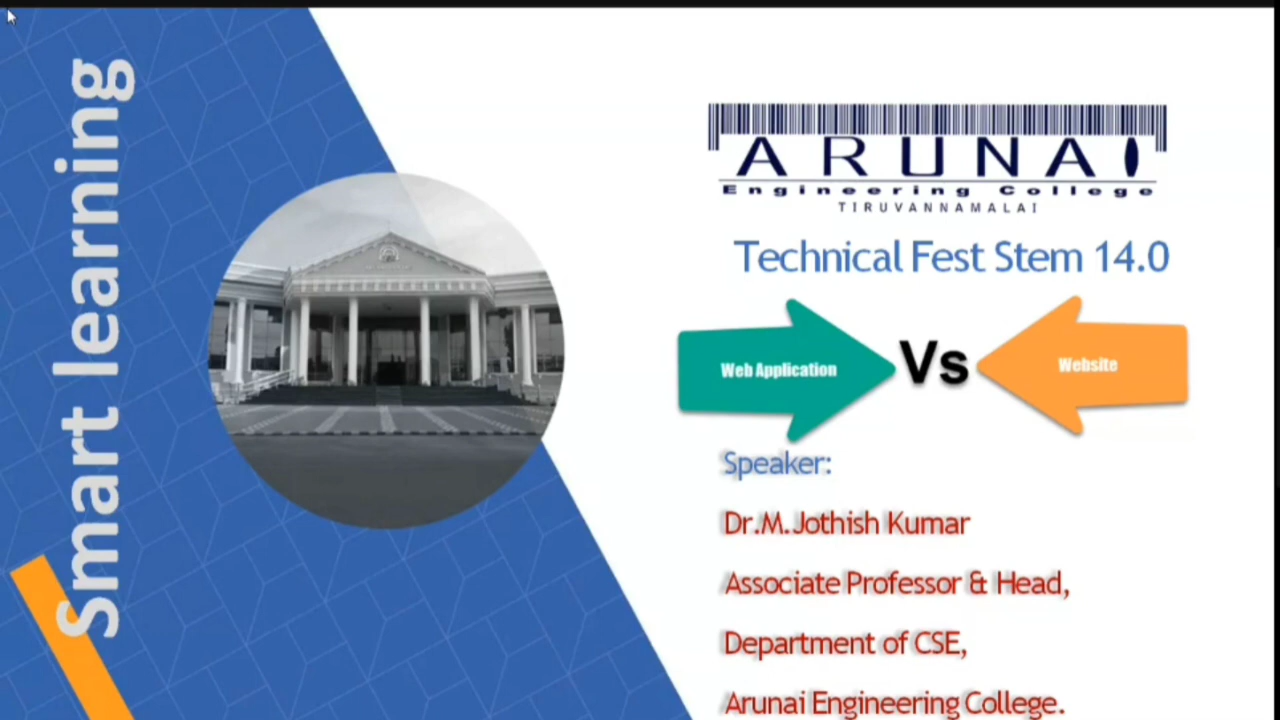 Smart learning
ARUNAI
Engineering College
TIRUVANNAMALAI
Technical Fest Stem 14.0
Web Application
Vs
Website
Speaker:
Dr.M.Jothish Kumar
Associate Professor & Head,
Department of CSE,
Arunai Engineering College.